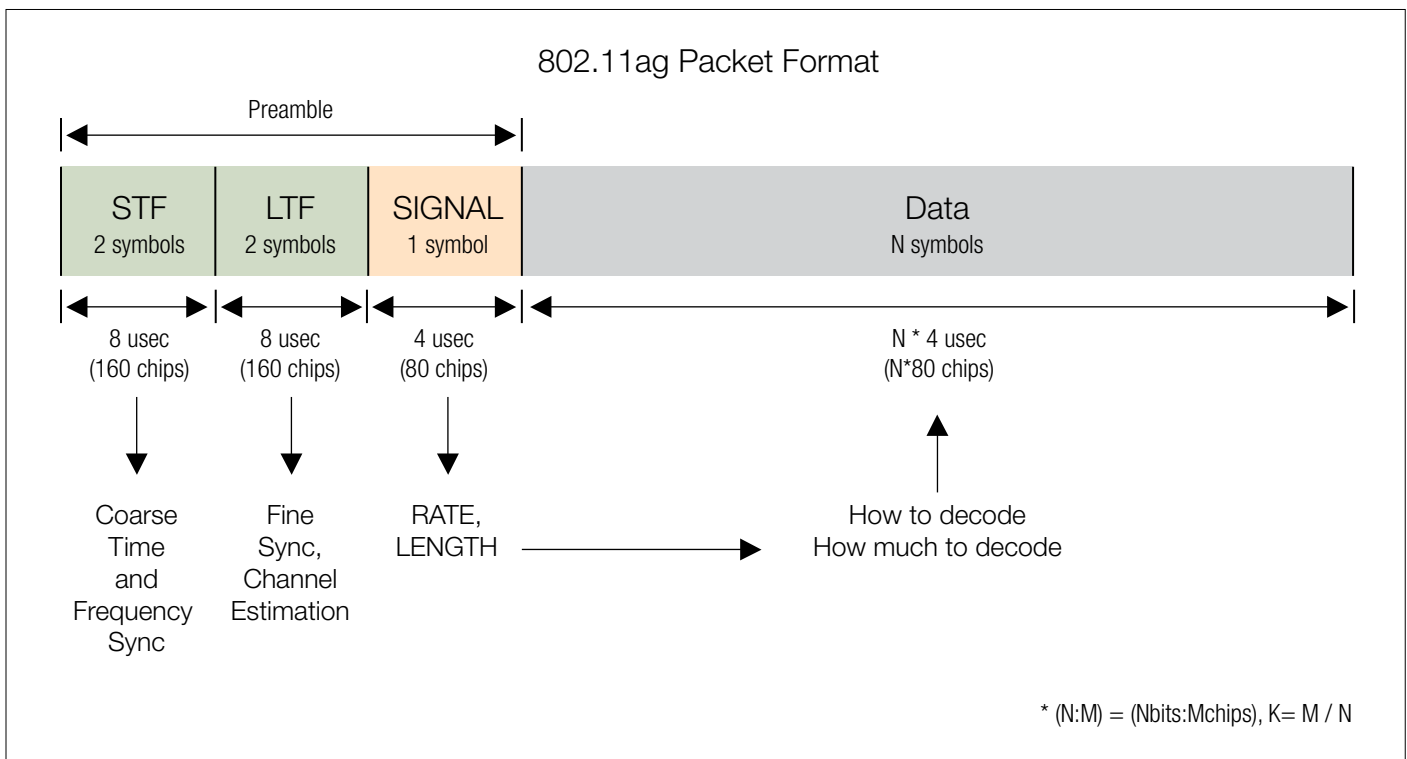 802.11ag Packet Format
Preamble
STF
2 symbols
LTF
2 symbols
SIGNAL
1 symbol
Data
N symbols
8 usec
(160 chips)
8 usec
(160 chips)
4 usec
(80 chips)
N * 4 usec
(N*80 chips)
Coarse
Time
and
Frequency
Sync
Fine
Sync,
Channel
Estimation
RATE,
LENGTH
How to decode
How much to decode
* (N:M) = (Nbits:Mchips), K= M / N